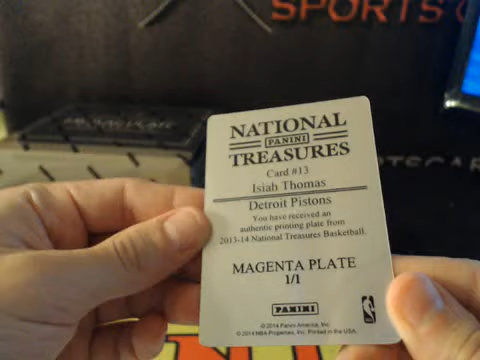 SPORTS
NATIONAL
PANINI
TREASURES
Card #13
Isiah Thomas
Detroit Pistons
You have received an
authentic printing plate from
2013-14 National Treasures Basketball.
MAGENTA PLATE
1/1
PANINI
© 2014 Panini America, Inc.
© 2014 NBA Properties, Inc. Printed in the USA.